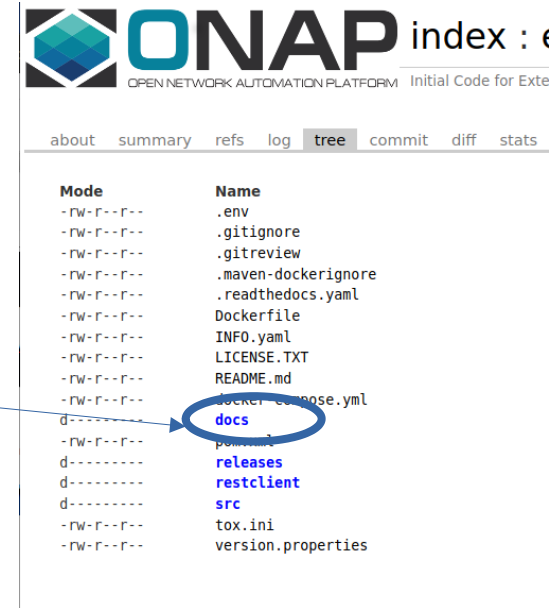 ONAP
OPEN NETWORK AUTOMATION PLATFORM
index : e
Initial Code for Exte
about summary refs log tree commit diff stats
Mode Name
-rw-r--r-- .env
-rw-r--r-- .gitignore
-rw-r--r-- .gitreview
-rw-r--r-- .maven-dockerignore
-rw-r--r-- .readthedocs.yaml
-rw-r--r-- Dockerfile
-rw-r--r-- INFO.yaml
-rw-r--r-- LICENSE.TXT
-rw-r--r-- README.md
-rw-r--r-- docker-compose.yml
d--------- docs
-rw-r--r-- pom.xml
d--------- releases
d--------- restclient
d--------- src
-rw-r--r-- tox.ini
-rw-r--r-- version.properties